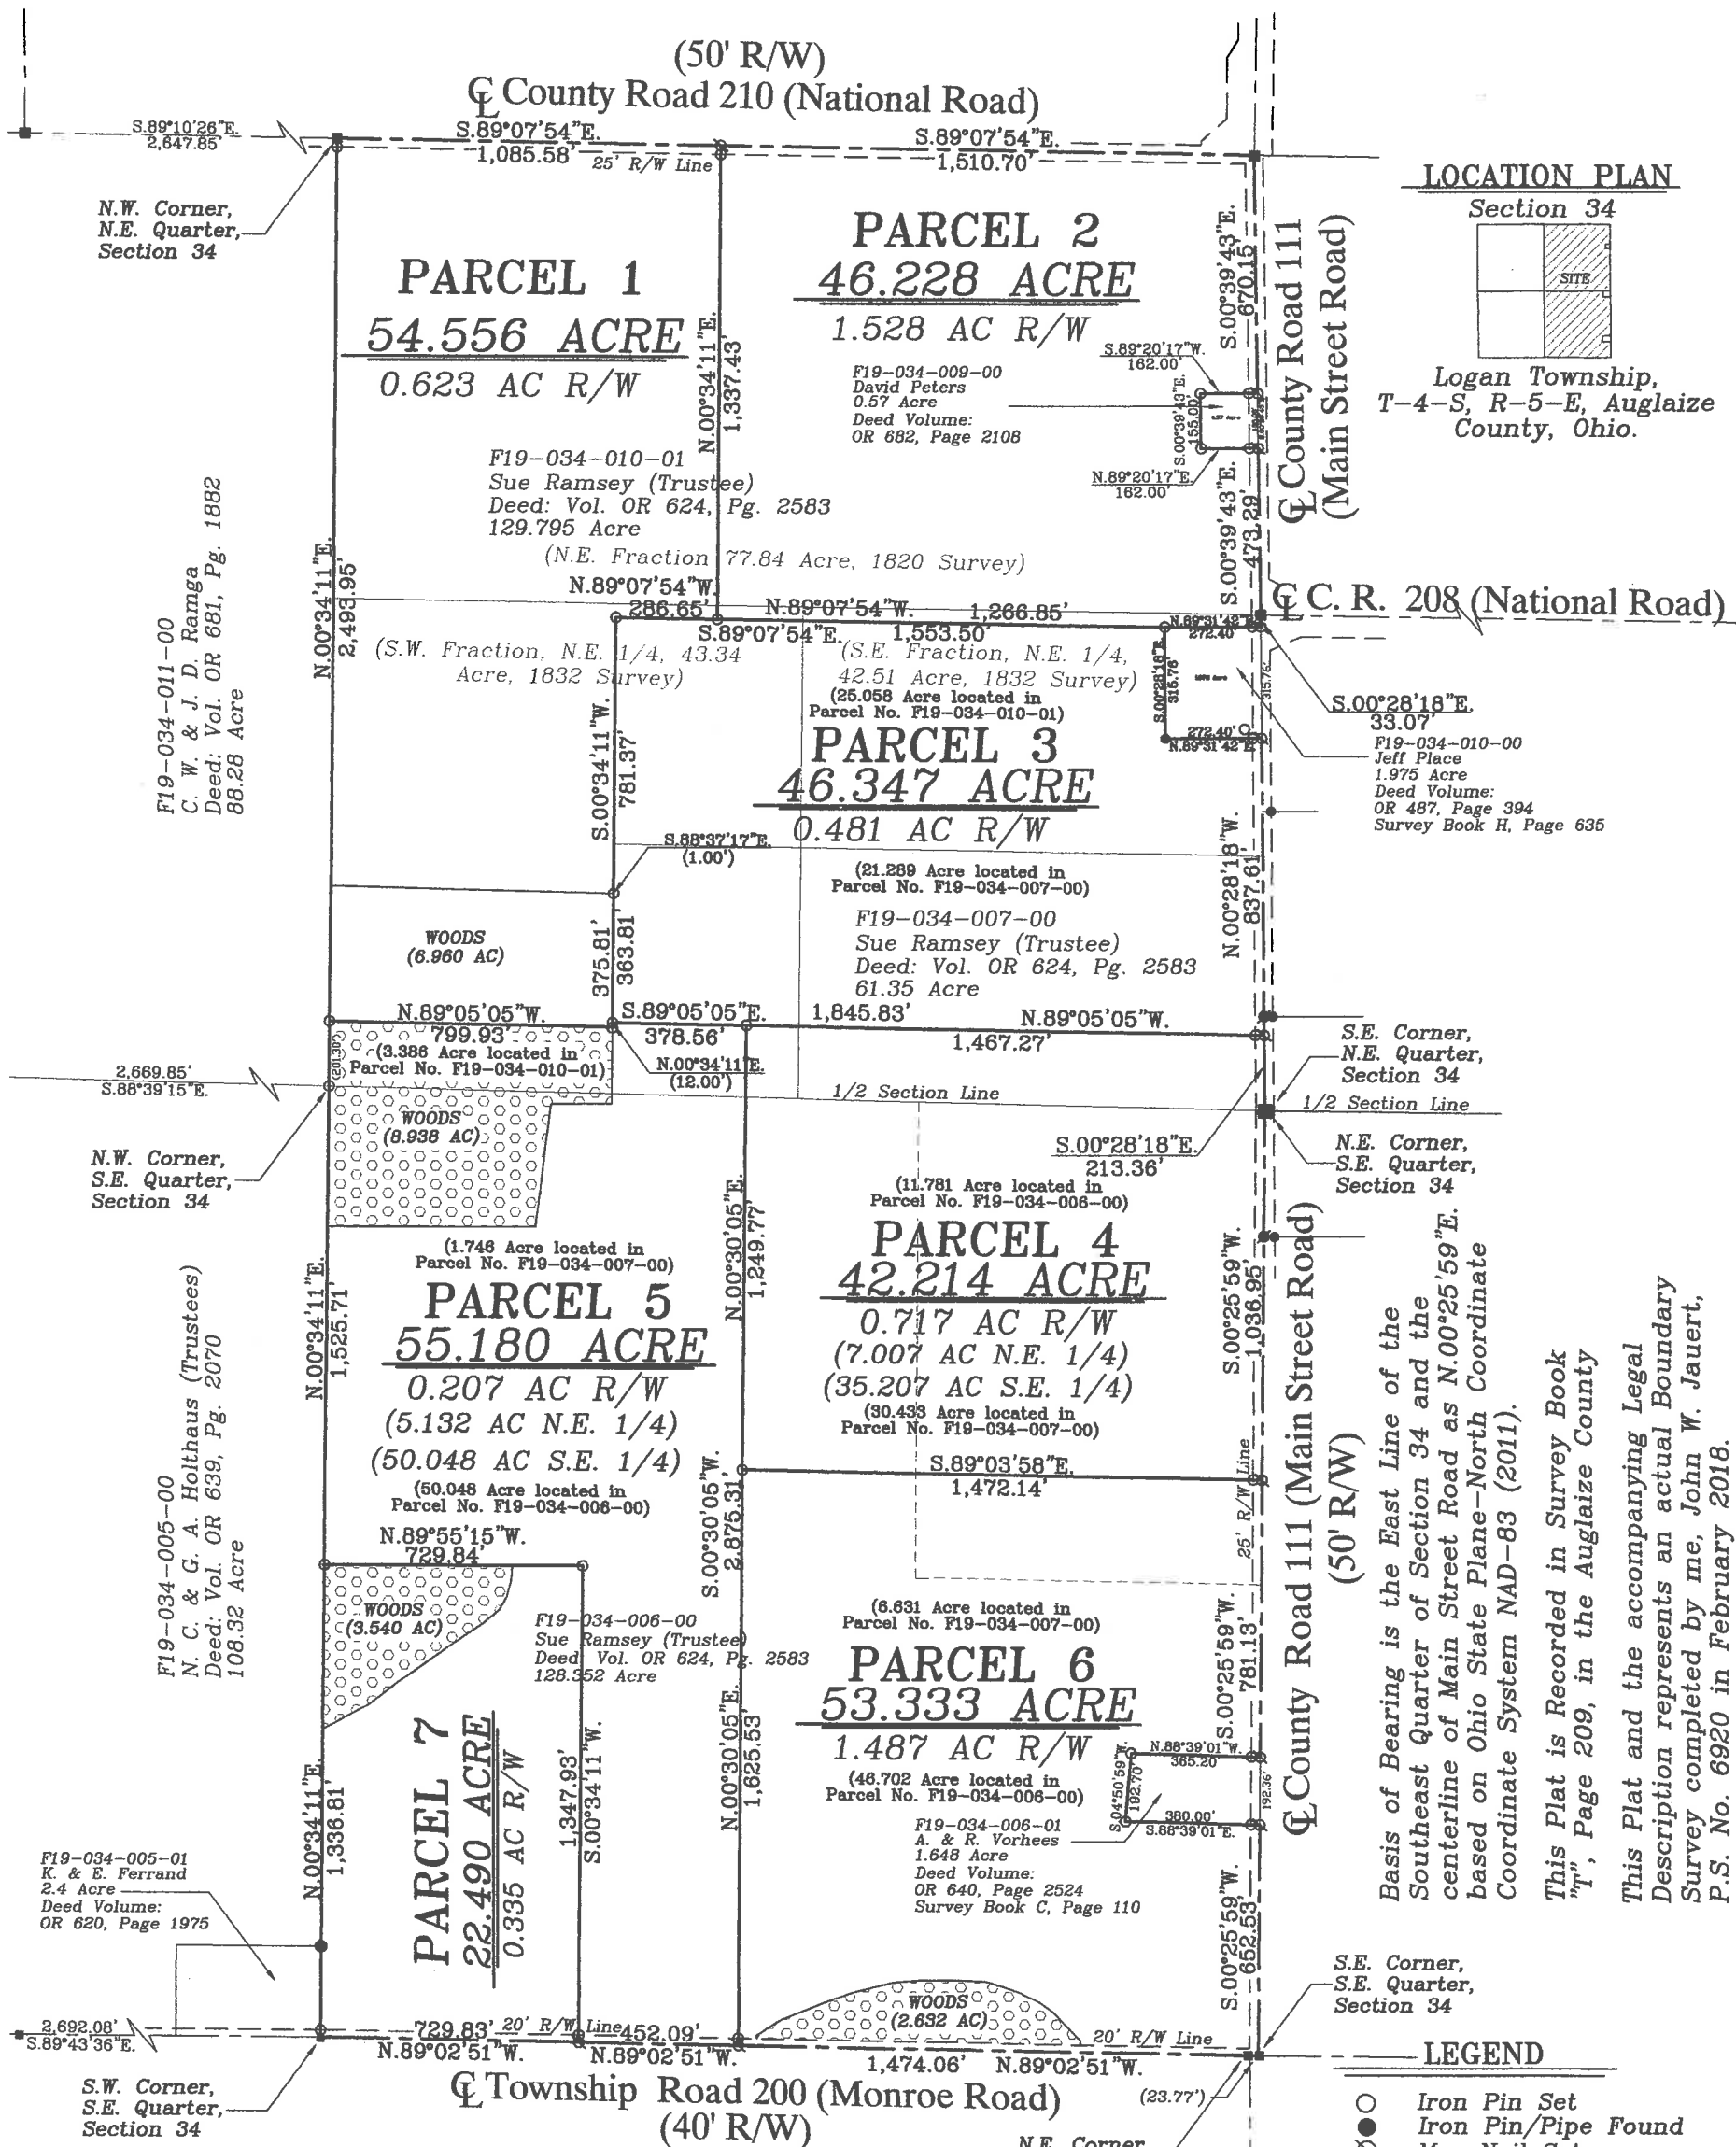 (50' R/W)
℄ County Road 210 (National Road)
S.89°10'26"E.
2,647.85'
S.89°07'54"E.
1,085.58'
25' R/W Line
S.89°07'54"E.
1,510.70'
N.W. Corner,
N.E. Quarter,
Section 34
LOCATION PLAN
Section 34
SITE
Logan Township,
T-4-S, R-5-E, Auglaize
County, Ohio.
PARCEL 1
54.556 ACRE
0.623 AC R/W
PARCEL 2
46.228 ACRE
1.528 AC R/W
N.00°34'11"E.
1,337.43'
S.00°39'43"E.
670.15'
℄ County Road 111
(Main Street Road)
F19-034-009-00
David Peters
0.57 Acre
Deed Volume:
OR 682, Page 2108
S.89°20'17"W.
162.00'
S.00°39'43"E.
155.00'
N.89°20'17"E.
162.00'
S.00°39'43"E.
473.29'
F19-034-010-01
Sue Ramsey (Trustee)
Deed: Vol. OR 624, Pg. 2583
129.795 Acre
(N.E. Fraction 77.84 Acre, 1820 Survey)
F19-034-011-00
C. W. & J. D. Ramga
Deed: Vol. OR 681, Pg. 1882
88.28 Acre
N.00°34'11"E.
2,493.95'
N.89°07'54"W.
286.65'
N.89°07'54"W. 1,266.85'
S.89°07'54"E. 1,553.50'
℄ C. R. 208 (National Road)
N.89°31'42"E.
272.40'
(S.W. Fraction, N.E. 1/4, 43.34
Acre, 1832 Survey)
(S.E. Fraction, N.E. 1/4,
42.51 Acre, 1832 Survey)
(25.058 Acre located in
Parcel No. F19-034-010-01)
S.00°28'18"E.
315.76'
315.76'
272.40'
N.89°31'42"E.
S.00°28'18"E.
33.07'
F19-034-010-00
Jeff Place
1.975 Acre
Deed Volume:
OR 487, Page 394
Survey Book H, Page 635
PARCEL 3
46.347 ACRE
0.481 AC R/W
S.00°34'11"W.
781.37'
S.88°37'17"E.
(1.00')
(21.289 Acre located in
Parcel No. F19-034-007-00)
F19-034-007-00
Sue Ramsey (Trustee)
Deed: Vol. OR 624, Pg. 2583
61.35 Acre
N.00°28'18"W.
837.61'
WOODS
(6.960 AC)
375.81'
363.81'
N.89°05'05"W.
799.93'
S.89°05'05"E. 1,845.83'
378.56'
N.89°05'05"W.
1,467.27'
(201.30')
(3.386 Acre located in
Parcel No. F19-034-010-01)
N.00°34'11"E.
(12.00')
2,669.85'
S.88°39'15"E.
1/2 Section Line
1/2 Section Line
S.E. Corner,
N.E. Quarter,
Section 34
N.E. Corner,
S.E. Quarter,
Section 34
S.00°28'18"E.
213.36'
WOODS
(8.938 AC)
N.W. Corner,
S.E. Quarter,
Section 34
(11.781 Acre located in
Parcel No. F19-034-006-00)
PARCEL 4
42.214 ACRE
0.717 AC R/W
(7.007 AC N.E. 1/4)
(35.207 AC S.E. 1/4)
(30.433 Acre located in
Parcel No. F19-034-007-00)
N.00°30'05"E.
1,249.77'
S.00°25'59"W.
1,036.95'
(1.746 Acre located in
Parcel No. F19-034-007-00)
PARCEL 5
55.180 ACRE
0.207 AC R/W
(5.132 AC N.E. 1/4)
(50.048 AC S.E. 1/4)
(50.048 Acre located in
Parcel No. F19-034-006-00)
N.00°34'11"E.
1,525.71'
F19-034-005-00
N. C. & G. A. Holthaus (Trustees)
Deed: Vol. OR 639, Pg. 2070
108.32 Acre
S.89°03'58"E.
1,472.14'
S.00°30'05"W.
2,875.31'
25' R/W Line
℄ County Road 111 (Main Street Road)
(50' R/W)
Basis of Bearing is the East Line of the
Southeast Quarter of Section 34 and the
centerline of Main Street Road as N.00°25'59"E.
based on Ohio State Plane-North Coordinate
Coordinate System NAD-83 (2011).
This Plat is Recorded in Survey Book
"T", Page 209, in the Auglaize County
This Plat and the accompanying Legal
Description represents an actual Boundary
Survey completed by me, John W. Jauert,
P.S. No. 6920 in February 2018.
N.89°55'15"W.
729.84'
WOODS
(3.540 AC)
F19-034-006-00
Sue Ramsey (Trustee)
Deed Vol. OR 624, Pg. 2583
128.352 Acre
(6.631 Acre located in
Parcel No. F19-034-007-00)
PARCEL 6
53.333 ACRE
1.487 AC R/W
(46.702 Acre located in
Parcel No. F19-034-006-00)
S.00°25'59"W.
781.13'
N.88°39'01"W.
365.20'
S.04°50'59"W.
192.70'
192.36'
380.00'
S.88°39'01"E.
F19-034-006-01
A. & R. Vorhees
1.648 Acre
Deed Volume:
OR 640, Page 2524
Survey Book C, Page 110
PARCEL 7
22.490 ACRE
0.335 AC R/W
N.00°34'11"E.
1,336.81'
1,347.93'
S.00°34'11"W.
N.00°30'05"E.
1,625.53'
S.00°25'59"W.
652.53'
F19-034-005-01
K. & E. Ferrand
2.4 Acre
Deed Volume:
OR 620, Page 1975
2,692.08'
S.89°43'36"E.
729.83'
20' R/W Line
452.09'
N.89°02'51"W.
N.89°02'51"W.
WOODS
(2.632 AC)
20' R/W Line
1,474.06' N.89°02'51"W.
(23.77')
S.E. Corner,
S.E. Quarter,
Section 34
S.W. Corner,
S.E. Quarter,
Section 34
℄ Township Road 200 (Monroe Road)
(40' R/W)
N.E. Corner
LEGEND
Iron Pin Set
Iron Pin/Pipe Found